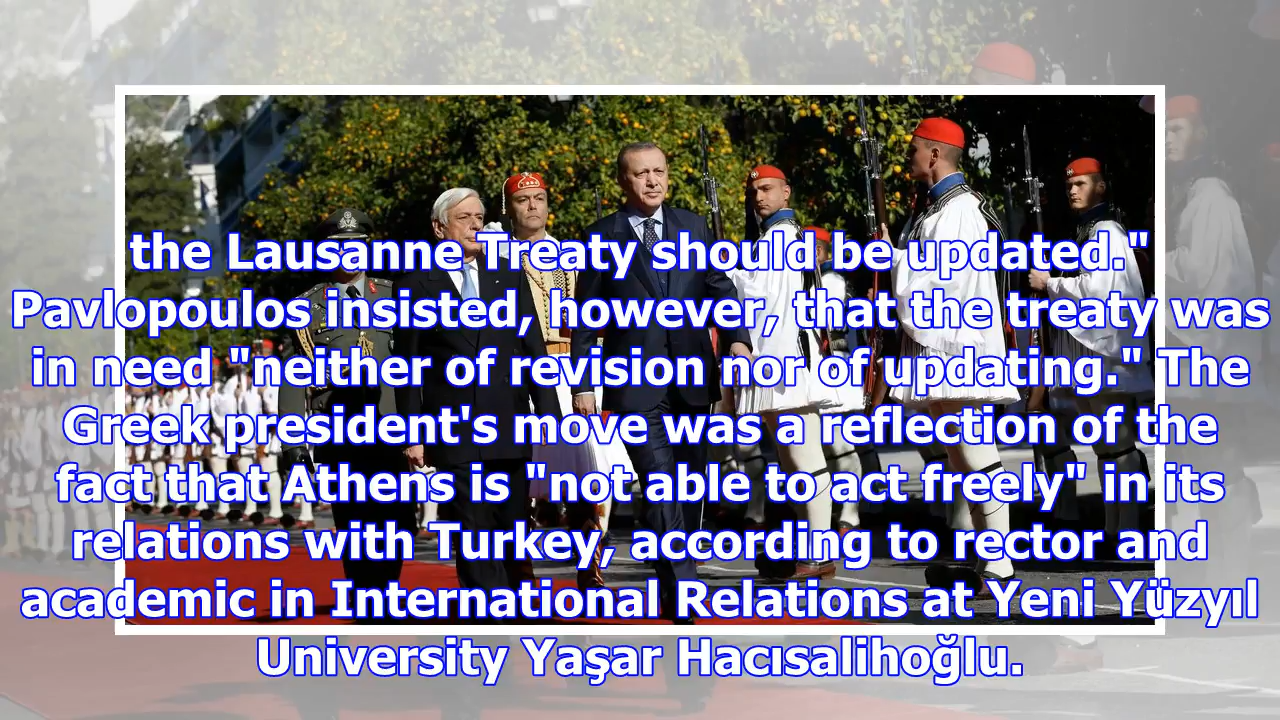 the Lausanne Treaty should be updated."
Pavlopoulos insisted, however, that the treaty was
in need "neither of revision nor of updating." The
Greek president's move was a reflection of the
fact that Athens is "not able to act freely" in its
relations with Turkey, according to rector and
academic in International Relations at Yeni Yüzyıl
University Yaşar Hacısalihoğlu.